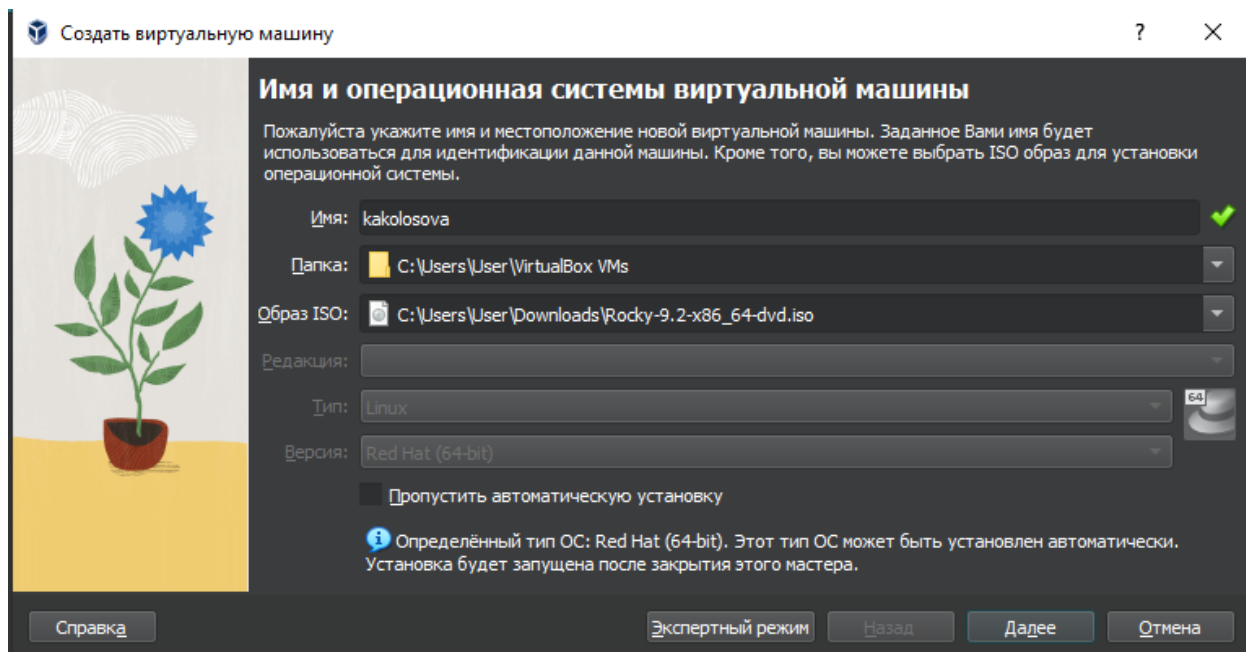 Создать виртуальную машину
?
Имя и операционная системы виртуальной машины
Пожалуйста укажите имя и местоположение новой виртуальной машины. Заданное Вами имя будет
использоваться для идентификации данной машины. Кроме того, вы можете выбрать ISO образ для установки
операционной системы.
Имя: kakolosova
Папка: C:\Users\User\VirtualBox VMs
Образ ISO: C:\Users\User\Downloads\Rocky-9.2-x86_64-dvd.iso
Редакция:
Тип: Linux
64
Версия: Red Hat (64-bit)
Пропустить автоматическую установку
Определённый тип ОС: Red Hat (64-bit). Этот тип ОС может быть установлен автоматически.
Установка будет запущена после закрытия этого мастера.
Справка Экспертный режим Назад Далее Отмена